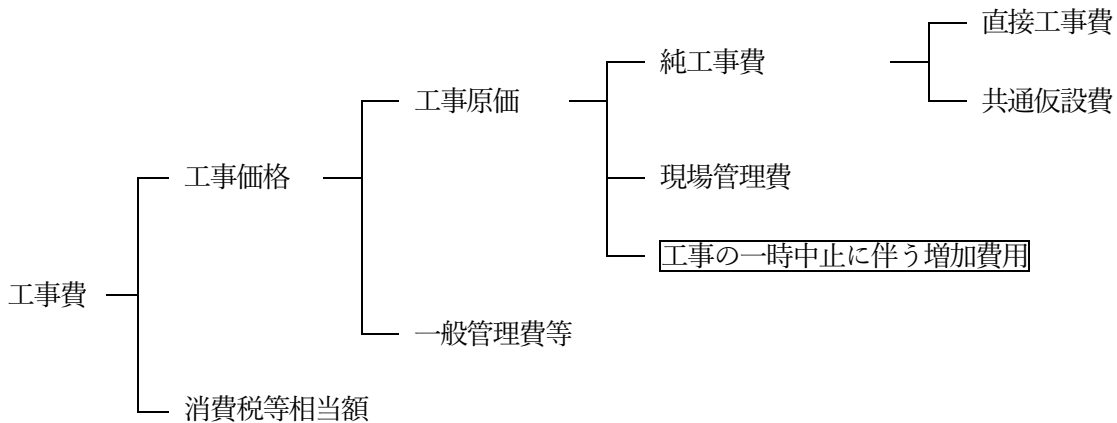 直接工事費
純工事費
共通仮設費
工事原価
工事価格
現場管理費
工事の一時中止に伴う増加費用
工事費
一般管理費等
消費税等相当額